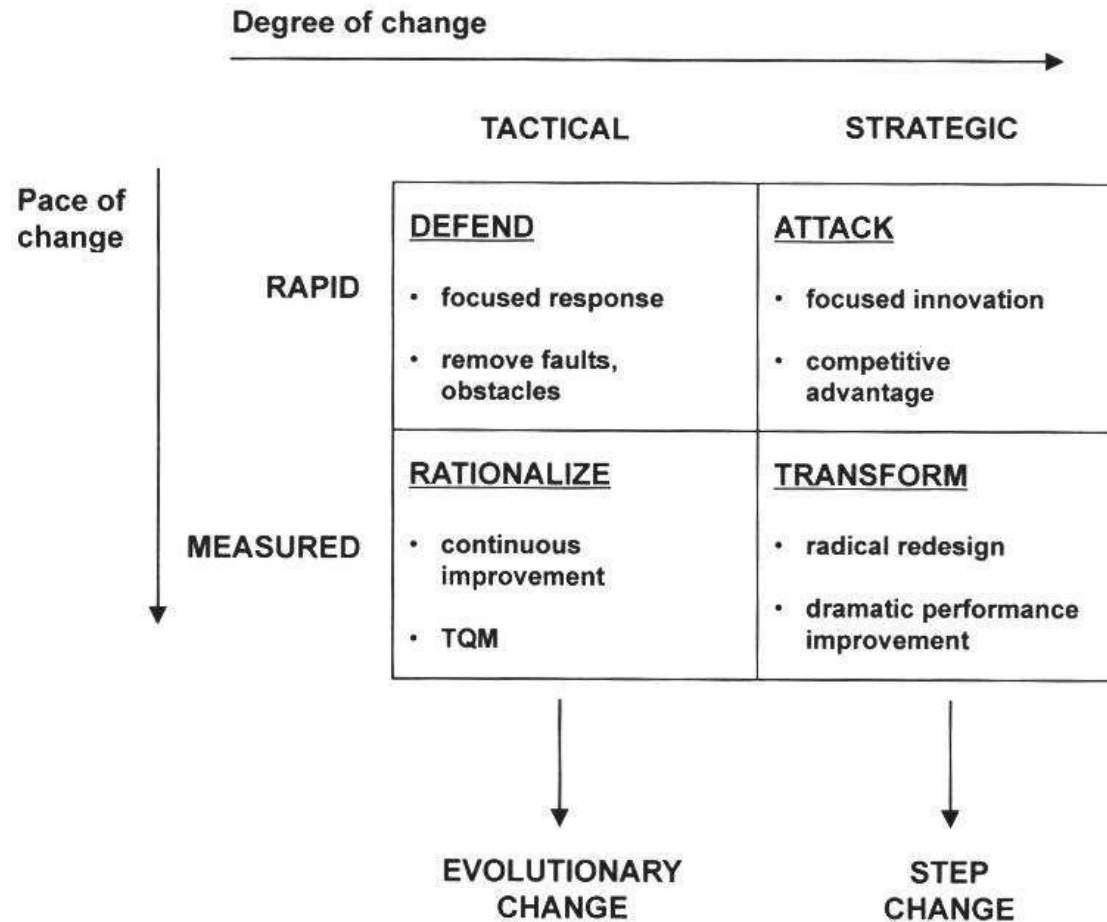 Degree of change
TACTICAL
STRATEGIC
Pace of
change
RAPID
DEFEND
• focused response
• remove faults,
obstacles
ATTACK
• focused innovation
• competitive
advantage
MEASURED
RATIONALIZE
• continuous
improvement
• TQM
TRANSFORM
• radical redesign
• dramatic performance
improvement
EVOLUTIONARY
CHANGE
STEP
CHANGE